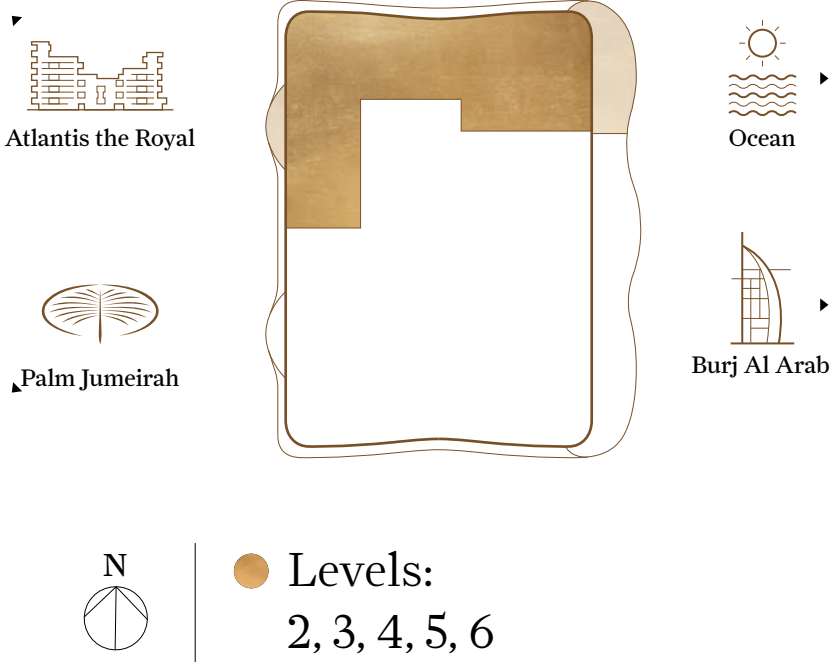 Atlantis the Royal
Ocean
Palm Jumeirah
Burj Al Arab
N
Levels:
2, 3, 4, 5, 6